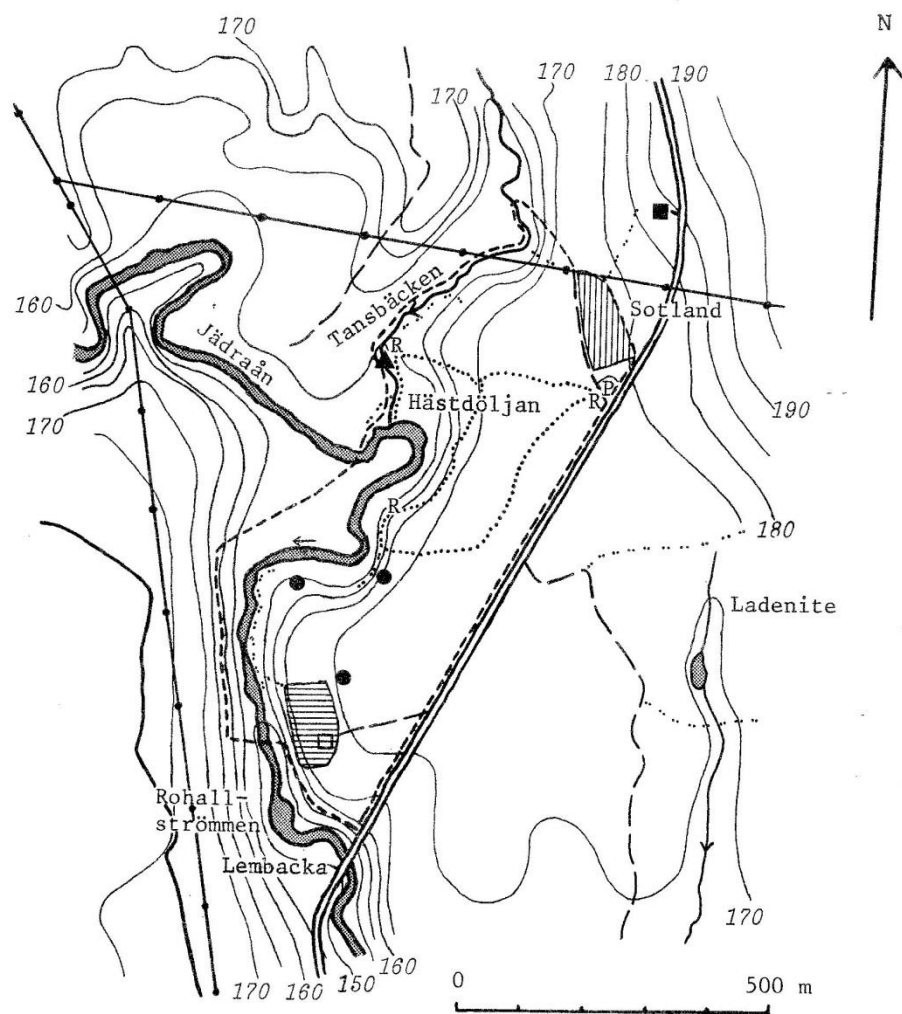 170
N
170
170
180
190
160
Tansbäcken
Sotland
Jädraån
R
160
Hästdöljan
P
R
170
190
R
180
Ladenite
Rohall-
strömmen
Lembacka
170
170
160
150
160
0
500 m